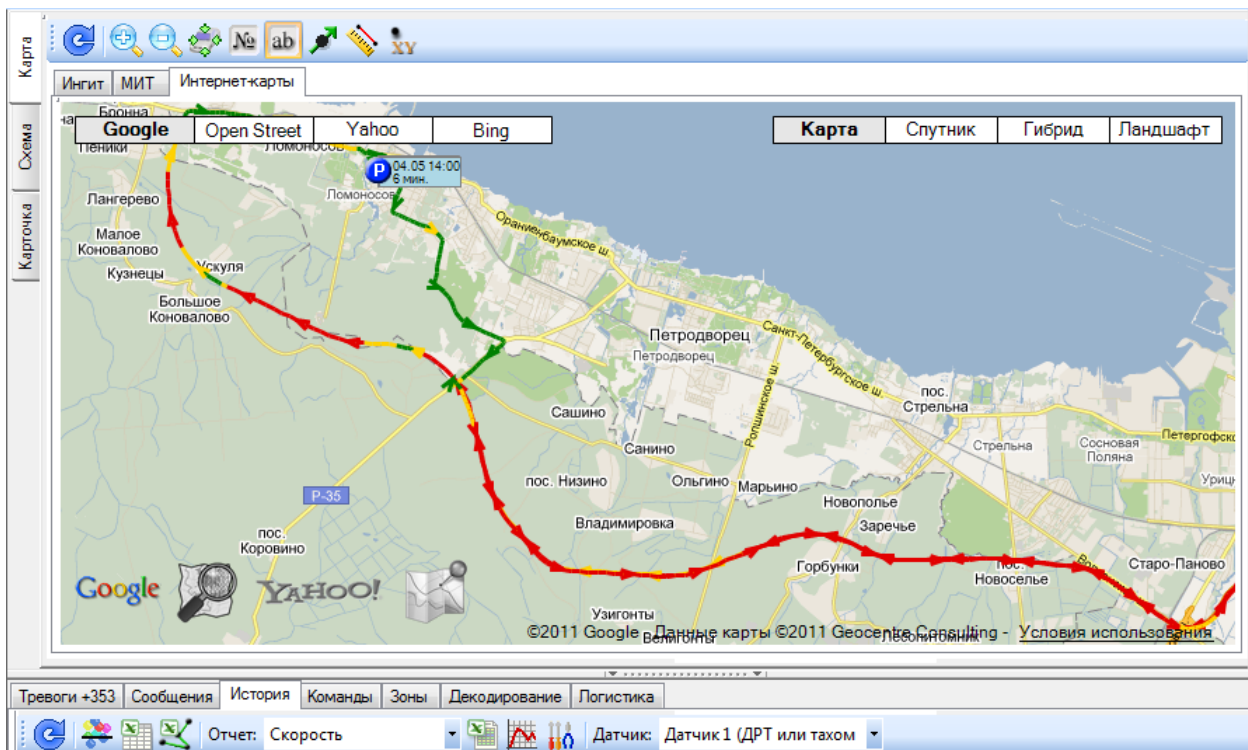 Карта
Схема
Карточка
№ ab XY
Ингит МИТ Интернет-карты
Бронна
Google Open Street Yahoo Bing
Карта Спутник Гибрид Ландшафт
Пеники
Ломоносов
P 04.05 14:00
6 мин.
Лангерево
Ломоносов
Ораниенбаумское ш.
Малое
Коновалово
Кузнецы
Ускуля
Большое
Коновалово
Петродворец
Петродворец
Санкт-Петербургское ш.
Ропшинское ш.
пос.
Стрельна
Стрельна
Сашино
Санино
Сосновая
Поляна
Петергофско
Урицк
Р-35
пос. Низино
Ольгино
Марьино
Новополье
Заречье
Владимировка
пос.
Коровино
Горбунки
пос.
Новоселье
Старо-Паново
Google YAHOO!
Узигонты
Велигонты
©2011 Google - Данные карты ©2011 Geocentre Consulting - Условия использования
Тревоги +353 Сообщения История Команды Зоны Декодирование Логистика
Отчет: Скорость Датчик: Датчик 1 (ДРТ или тахом